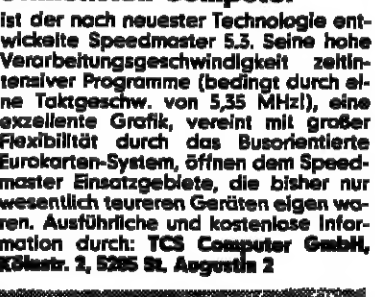 ist der nach neuester Technologie ent-
wickelte Speedmaster 5.3. Seine hohe
Verarbeitungsgeschwindigkeit zeitin-
tensiver Programme (bedingt durch ei-
ne Taktgeschw. von 5,35 MHz!), eine
exzellente Grafik, vereint mit großer
Flexibilität durch das Busorientierte
Eurokarten-System, öffnen dem Speed-
master Einsatzgebiete, die bisher nur
wesentlich teureren Geräten eigen wa-
ren. Ausführliche und kostenlose Infor-
mation durch: TCS Computer GmbH,
Kölnstr. 2, 5205 St. Augustin 2